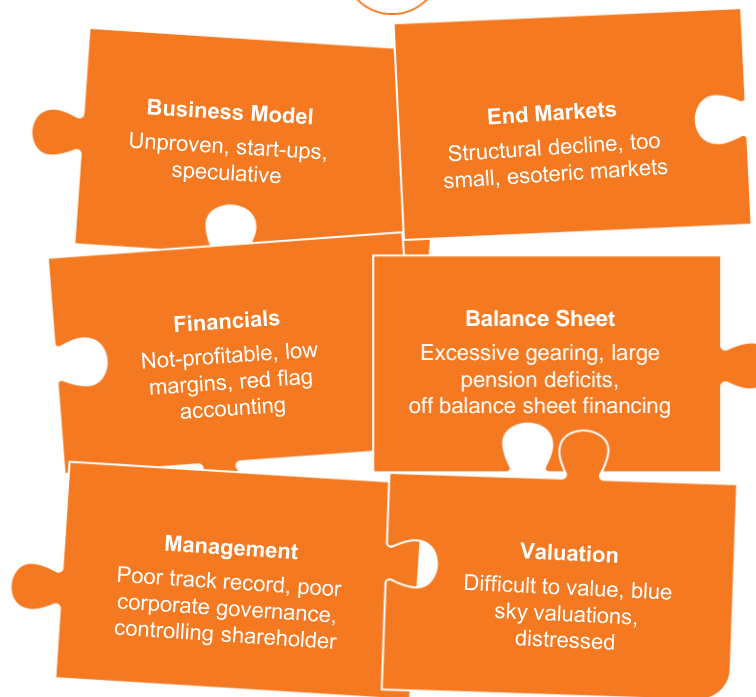 Business Model
Unproven, start-ups,
speculative
End Markets
Structural decline, too
small, esoteric markets
Financials
Not-profitable, low
margins, red flag
accounting
Balance Sheet
Excessive gearing, large
pension deficits,
off balance sheet financing
Management
Poor track record, poor
corporate governance,
controlling shareholder
Valuation
Difficult to value, blue
sky valuations,
distressed